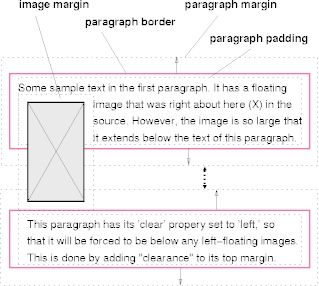 image margin
paragraph margin
paragraph border
paragraph padding
Some sample text in the first paragraph. It has a floating
image that was right about here (X) in the
source. However, the image is so large that
it extends below the text of this paragraph.
This paragraph has its 'clear' propery set to 'left,' so
that it will be forced to be below any left-floating images.
This is done by adding "clearance" to its top margin.